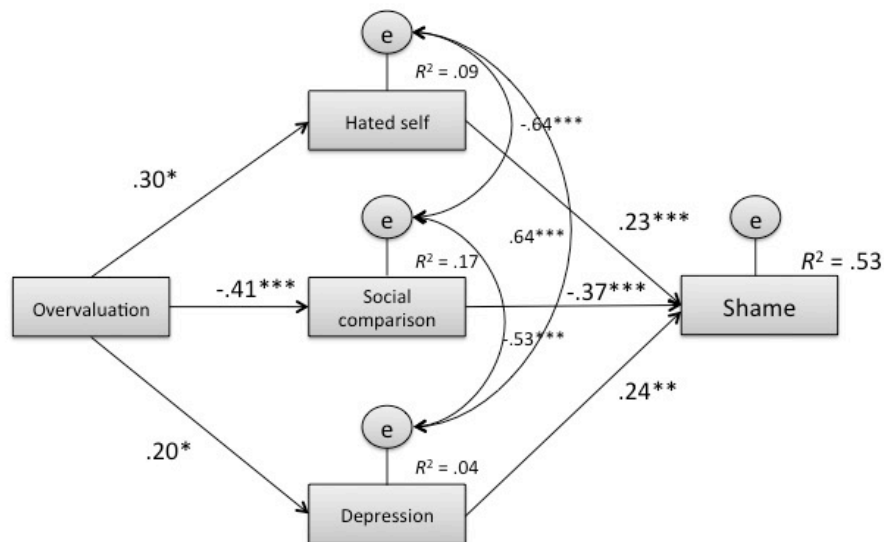 e
R² = .09
Hated self
-.64***
.30*
.23***
e
e
.64***
R² = .17
R² = .53
Overvaluation
-.41***
Social
comparison
-.37***
Shame
-.53***
.24**
e
.20*
R² = .04
Depression